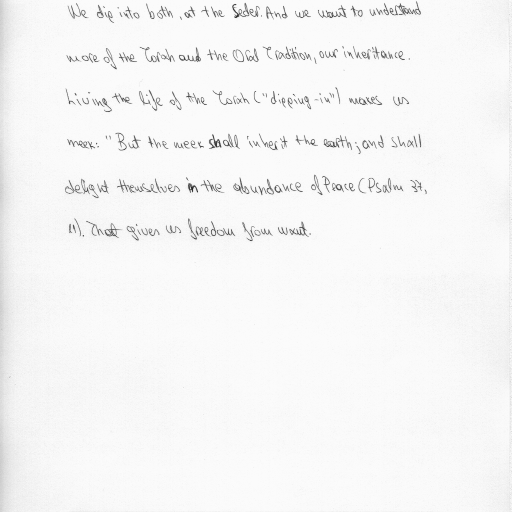 We dip into both, at the Seder. And we want to understand
more of the Torah and the Oral Tradition, our inheritance.
Living the life of the Torah ("dipping-in") makes us
meek: "But the meek shall inherit the earth; and shall
delight themselves in the abundance of Peace (Psalm 37,
11). That gives us freedom from want.